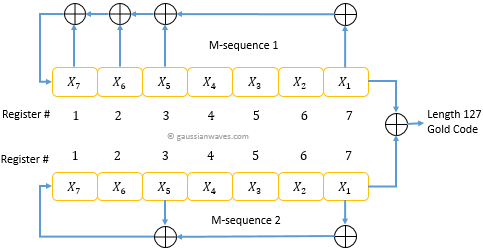 M-sequence 1
X7 X6 X5 X4 X3 X2 X1
Register # 1 2 3 4 5 6 7
Length 127
Gold Code
© gaussianwaves.com
Register # 1 2 3 4 5 6 7
X7 X6 X5 X4 X3 X2 X1
M-sequence 2